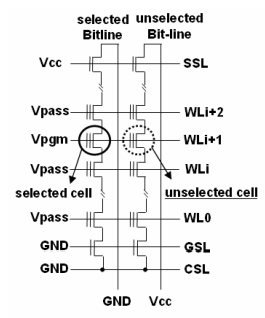 selected unselected
Bitline Bit-line
Vcc SSL
Vpass WLi+2
Vpgm WLi+1
Vpass WLi
selected cell unselected cell
Vpass WL0
GND GSL
GND CSL
GND Vcc